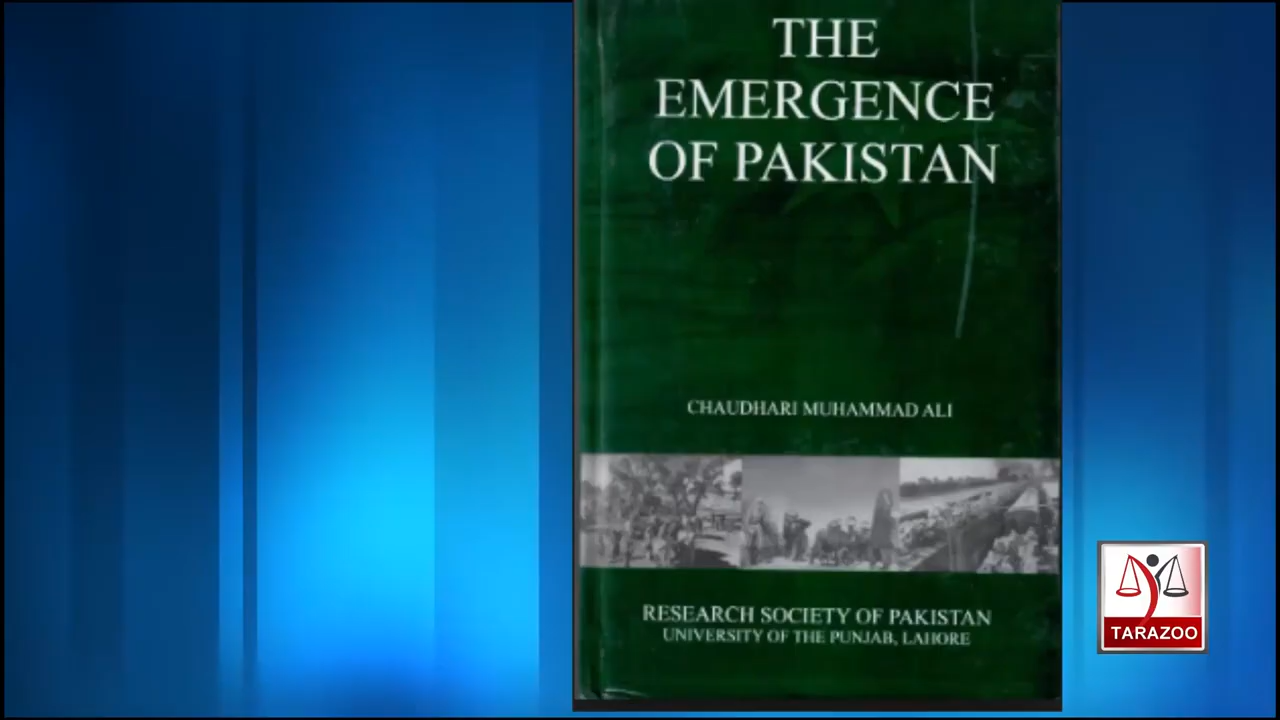 THE
EMERGENCE
OF PAKISTAN
CHAUDHARI MUHAMMAD ALI
RESEARCH SOCIETY OF PAKISTAN
UNIVERSITY OF THE PUNJAB, LAHORE
TARAZOO